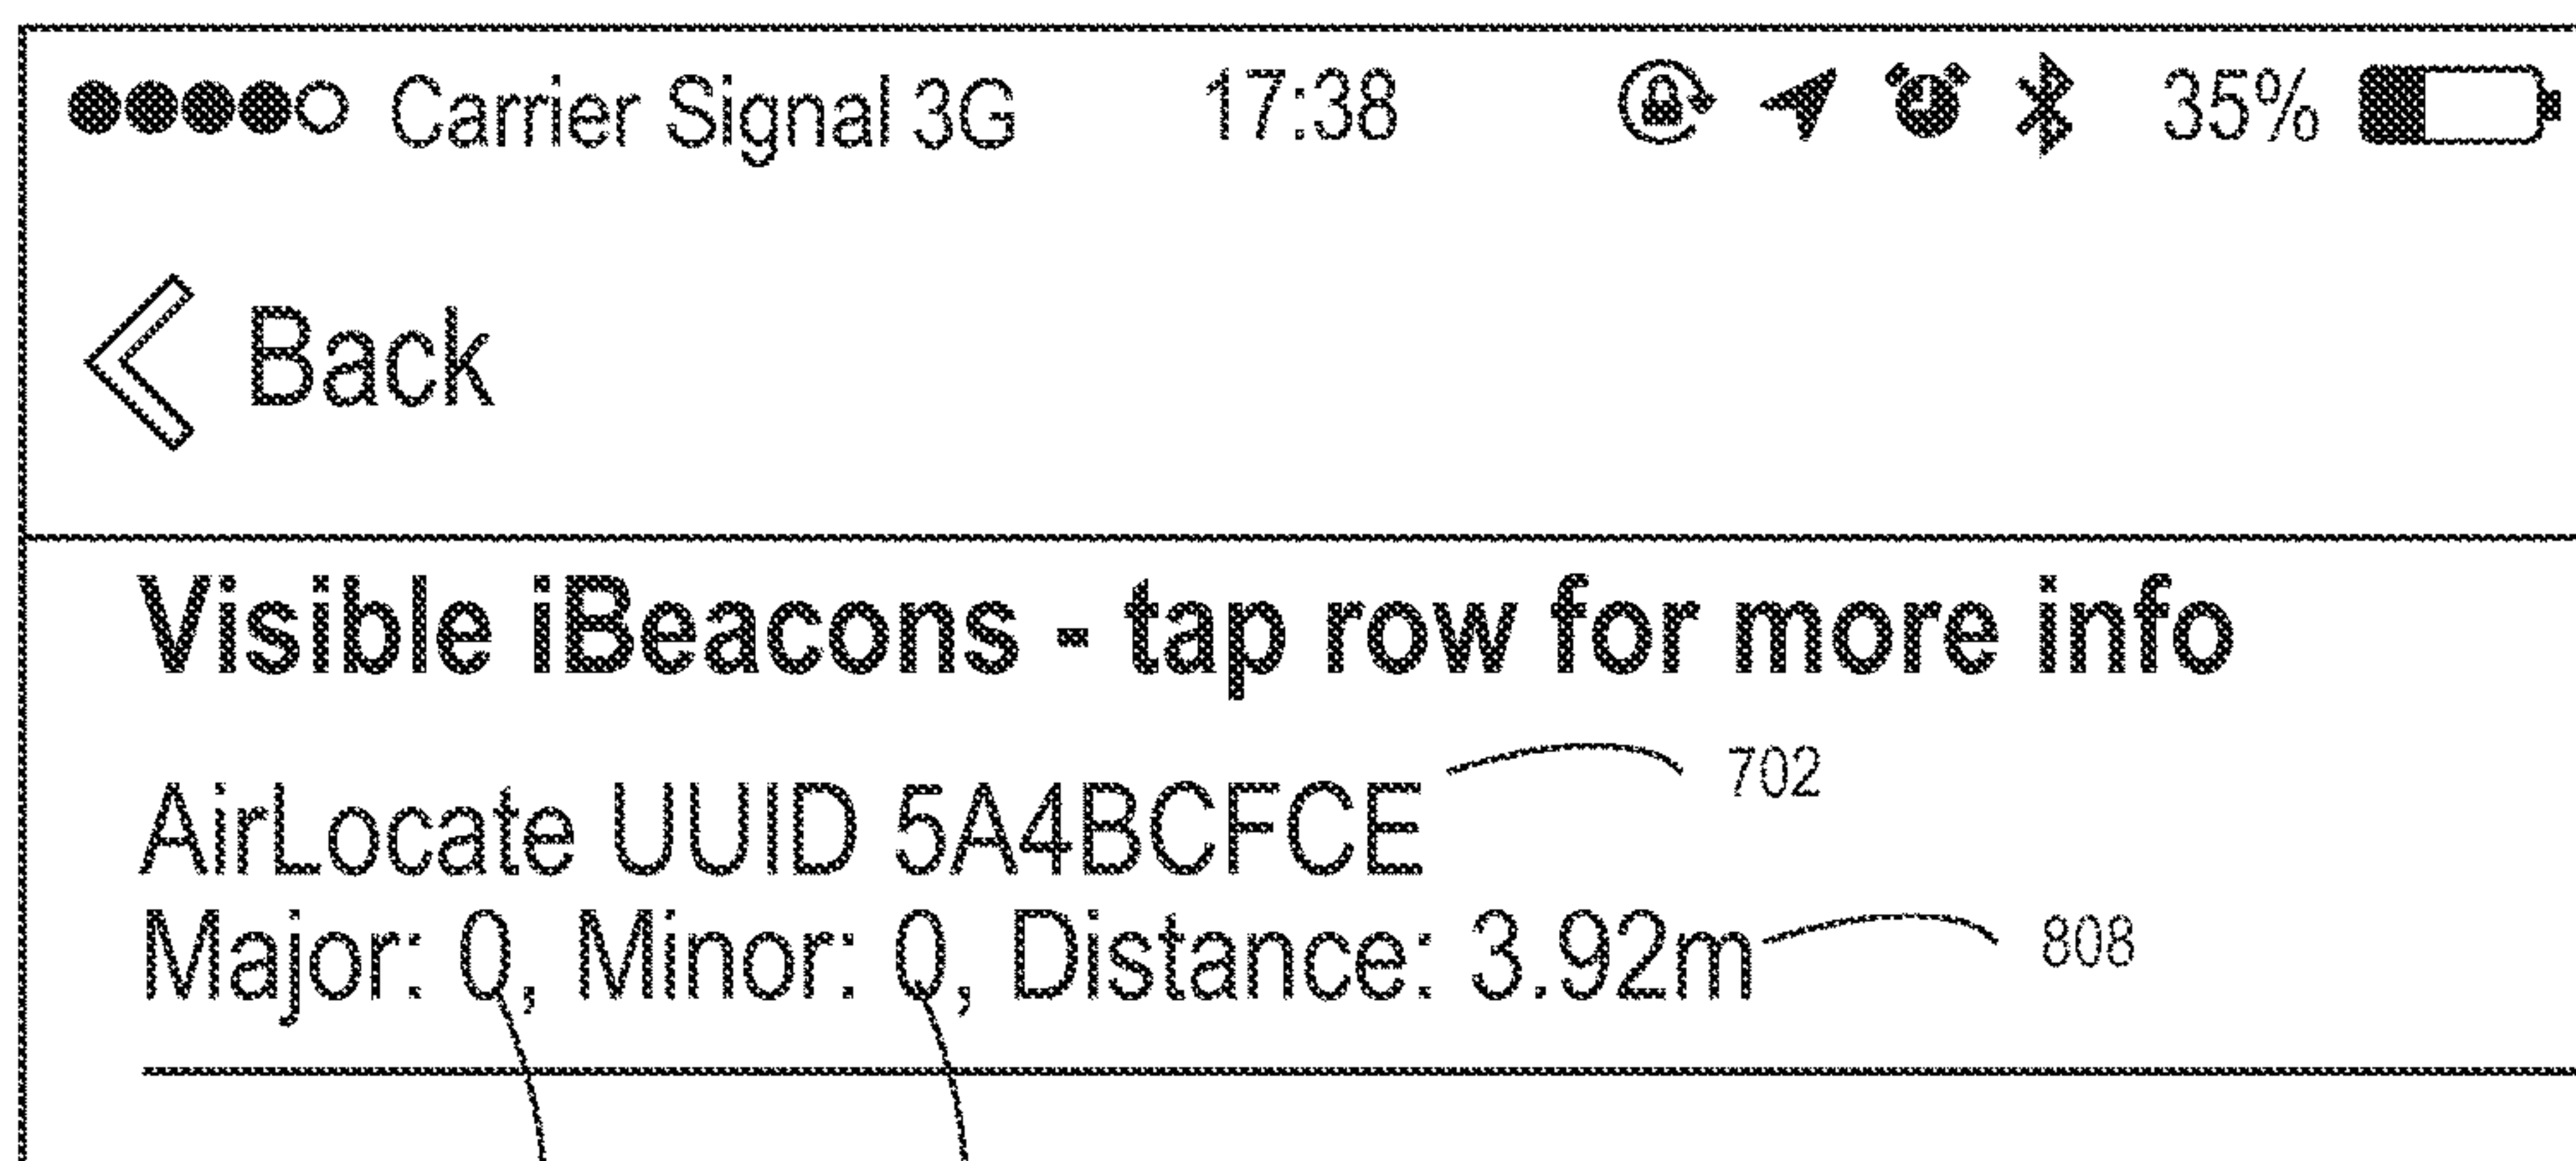 Carrier Signal 3G 17:38 35%
Back
Visible iBeacons - tap row for more info
702
AirLocate UUID 5A4BCFCE
Major: 0, Minor: 0, Distance: 3.92m 808